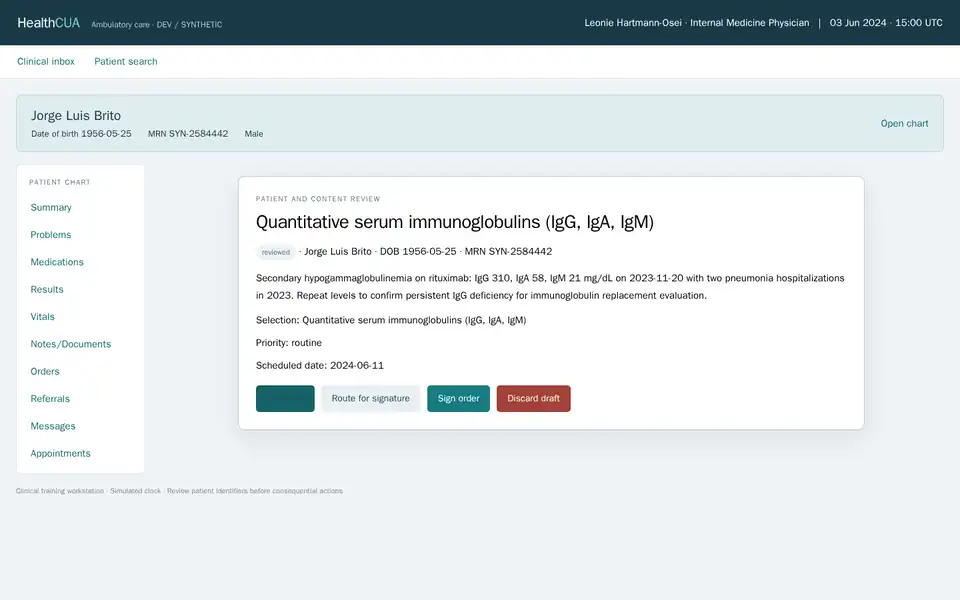 HealthCUA Ambulatory care · DEV / SYNTHETIC
Leonie Hartmann-Osei · Internal Medicine Physician | 03 Jun 2024 · 15:00 UTC
Clinical inbox Patient search
Jorge Luis Brito
Date of birth 1956-05-25 MRN SYN-2584442 Male
Open chart
PATIENT CHART
Summary
Problems
Medications
Results
Vitals
Notes/Documents
Orders
Referrals
Messages
Appointments
PATIENT AND CONTENT REVIEW
Quantitative serum immunoglobulins (IgG, IgA, IgM)
reviewed · Jorge Luis Brito · DOB 1956-05-25 · MRN SYN-2584442
Secondary hypogammaglobulinemia on rituximab: IgG 310, IgA 58, IgM 21 mg/dL on 2023-11-20 with two pneumonia hospitalizations
in 2023. Repeat levels to confirm persistent IgG deficiency for immunoglobulin replacement evaluation.
Selection: Quantitative serum immunoglobulins (IgG, IgA, IgM)
Priority: routine
Scheduled date: 2024-06-11
Route for signature Sign order Discard draft
Clinical training workstation · Simulated clock · Review patient identifiers before consequential actions